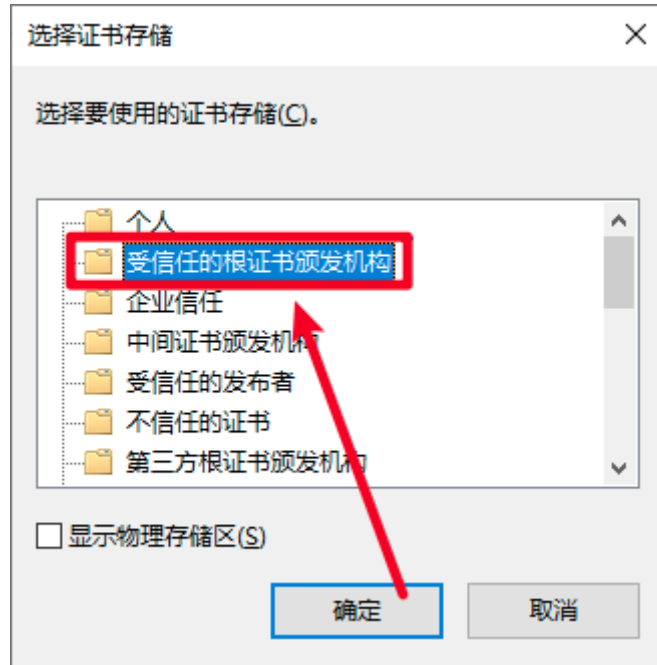 选择证书存储
选择要使用的证书存储(C)。
个人
受信任的根证书颁发机构
企业信任
中间证书颁发机构
受信任的发布者
不信任的证书
第三方根证书颁发机构
显示物理存储区(S)
确定
取消